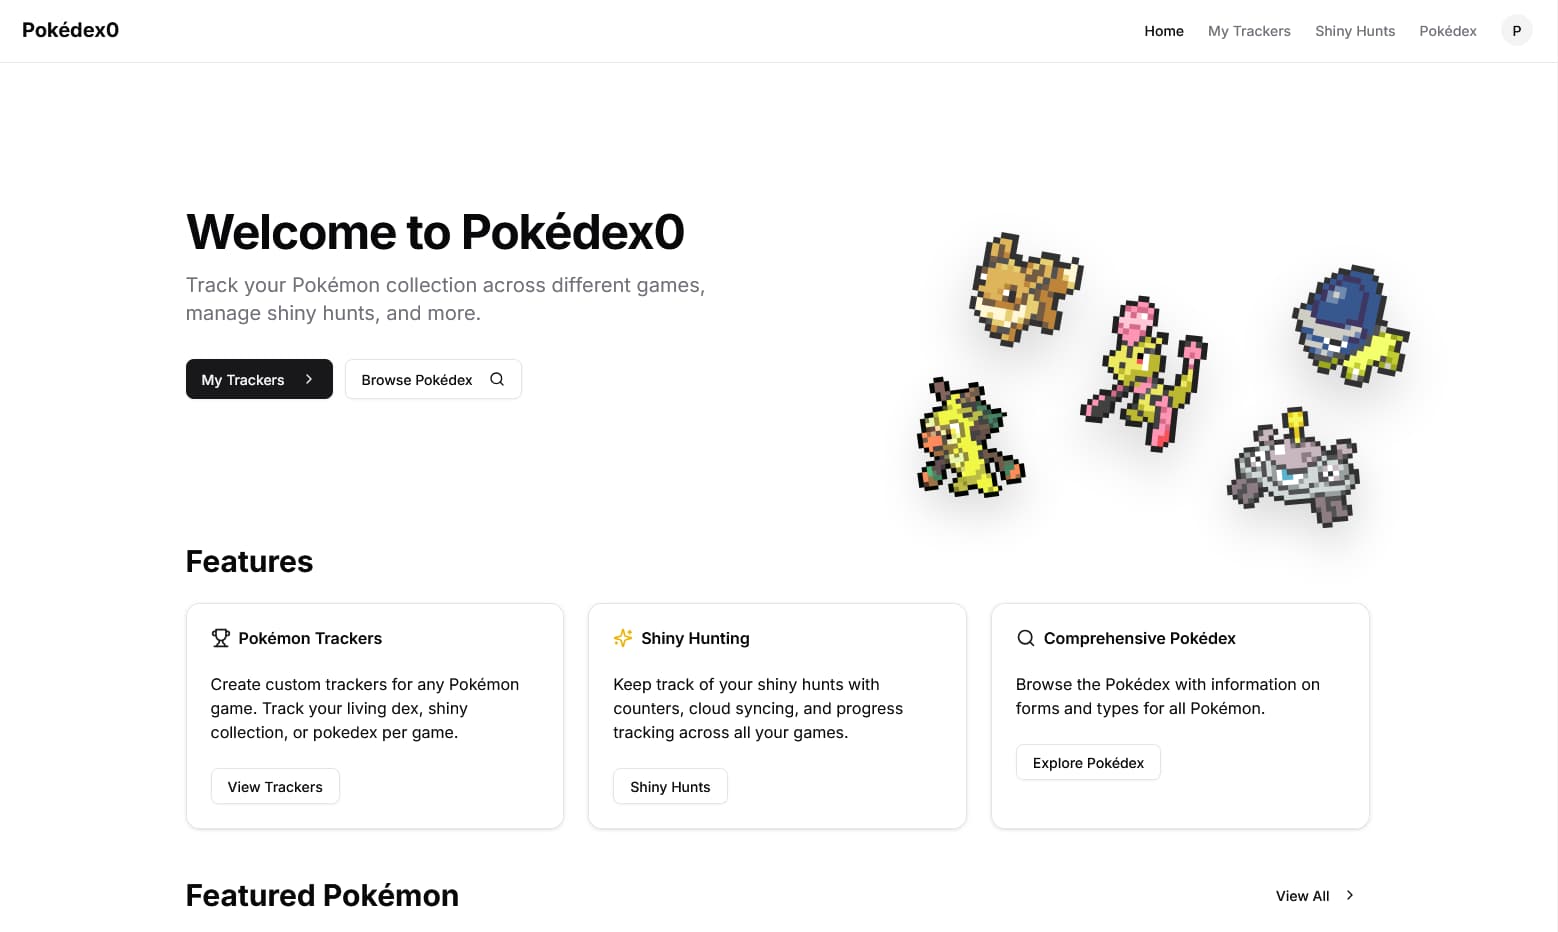 Pokédex0
Home
My Trackers
Shiny Hunts
Pokédex
P
Welcome to Pokédex0
Track your Pokémon collection across different games,
manage shiny hunts, and more.
My Trackers
Browse Pokédex
Features
Pokémon Trackers
Create custom trackers for any Pokémon
game. Track your living dex, shiny
collection, or pokedex per game.
View Trackers
Shiny Hunting
Keep track of your shiny hunts with
counters, cloud syncing, and progress
tracking across all your games.
Shiny Hunts
Comprehensive Pokédex
Browse the Pokédex with information on
forms and types for all Pokémon.
Explore Pokédex
Featured Pokémon
View All